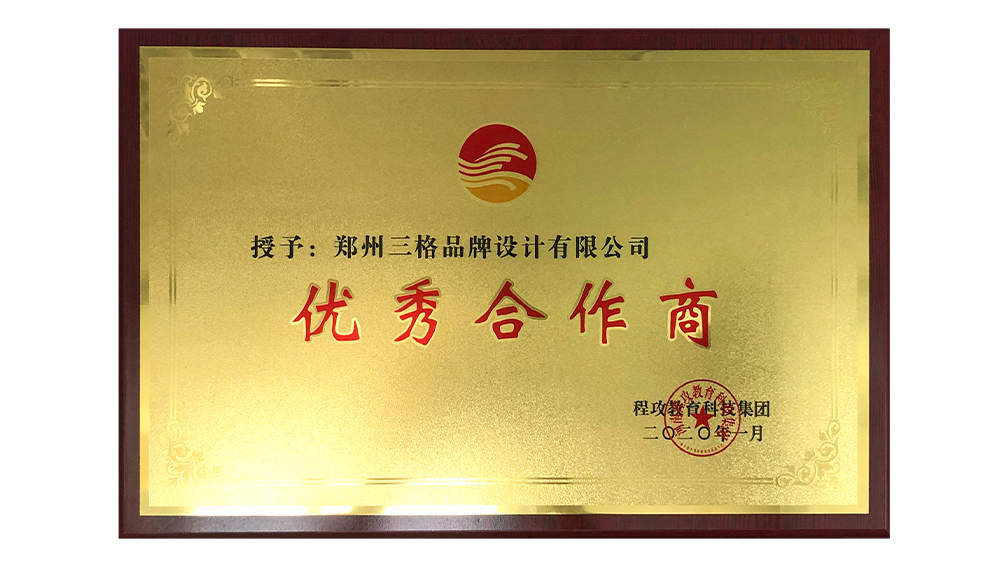 授予：郑州三格品牌设计有限公司
优秀合作商
程攻教育科技集团
二〇二〇年一月